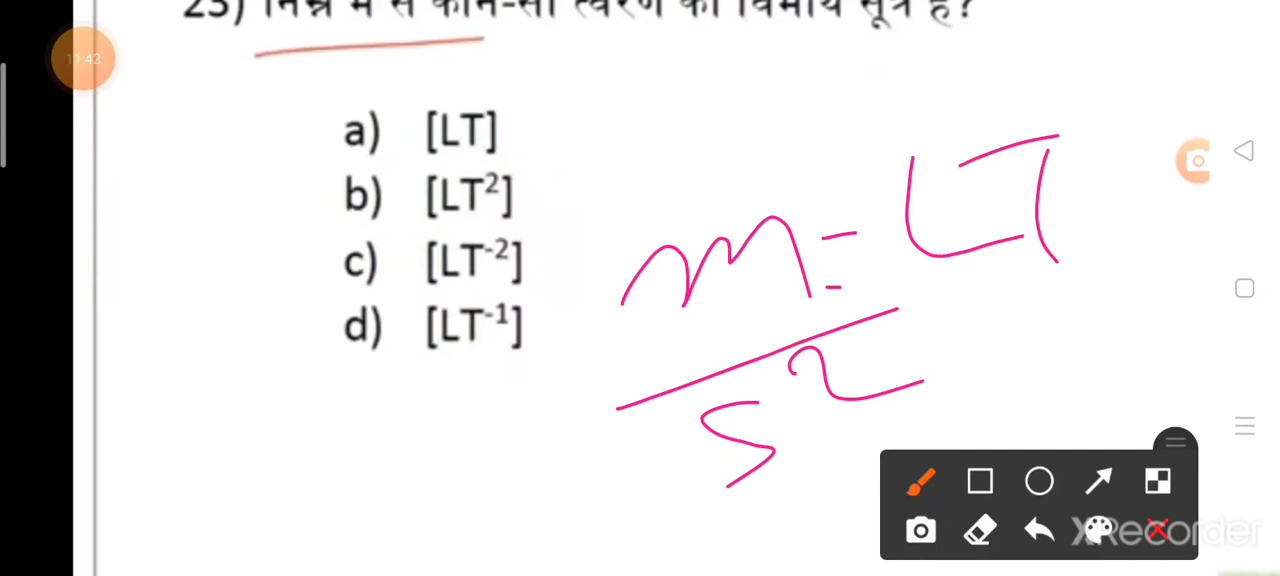 23) निम्न में से कौन-सा त्वरण का विमीय सूत्र है?
11:43
a) [LT]
b) [LT²]
c) [LT⁻²]
d) [LT⁻¹]
m = LT
s²
XRecorder